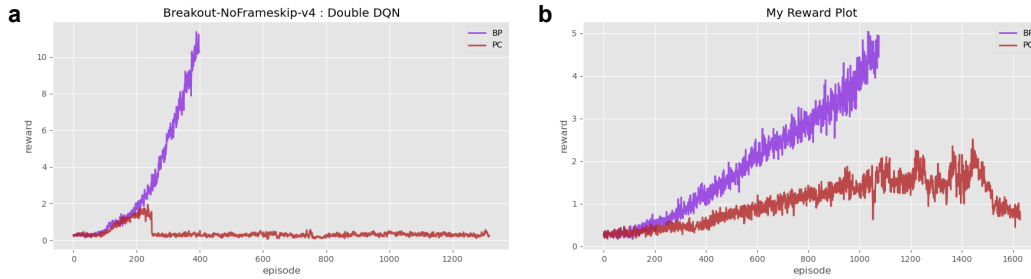 a
Breakout-NoFrameskip-v4 : Double DQN
BP
PC
10
8
6
4
2
0
reward
0
200
400
600
800
1000
1200
episode
b
My Reward Plot
BP
PC
5
4
3
2
1
0
reward
0
200
400
600
800
1000
1200
1400
1600
episode